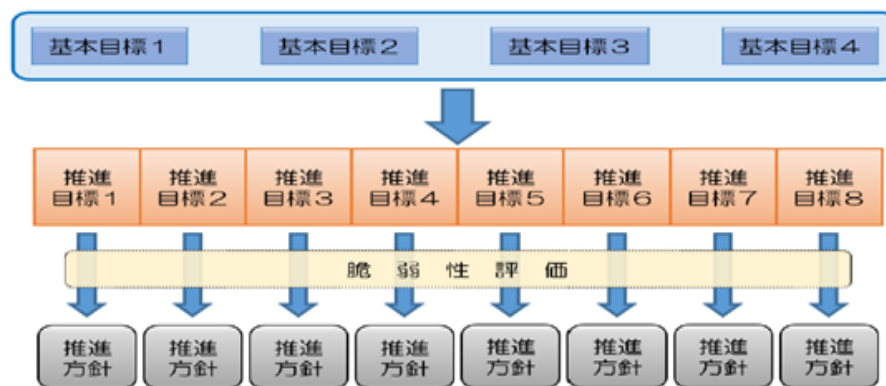 基本目標1 基本目標2 基本目標3 基本目標4
推進 推進 推進 推進 推進 推進 推進 推進
目標1 目標2 目標3 目標4 目標5 目標6 目標7 目標8
脆弱性評価
推進 推進 推進 推進 推進 推進 推進 推進
方針 方針 方針 方針 方針 方針 方針 方針